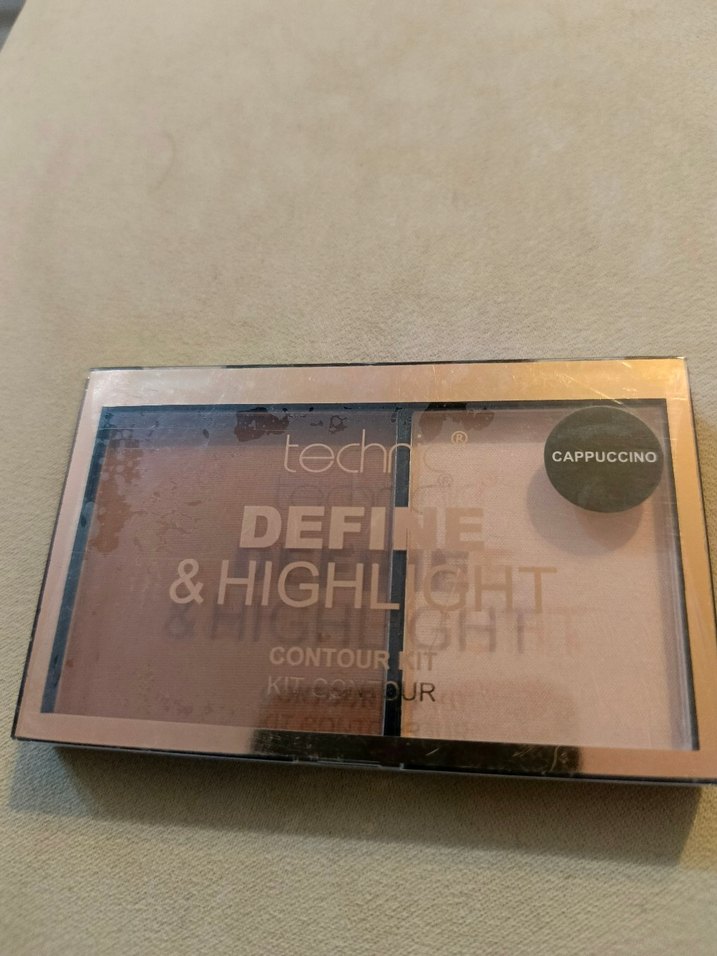 technic®
CAPPUCCINO
DEFINE
& HIGHLIGHT
CONTOUR KIT
KIT CONTOUR